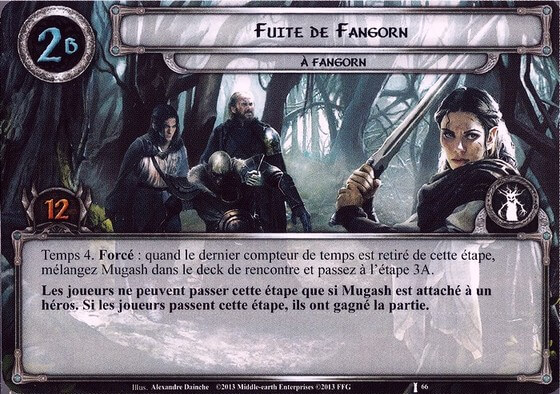 2B
FUITE DE FANGORN
À FANGORN
12
Temps 4. Forcé : quand le dernier compteur de temps est retiré de cette étape,
mélangez Mugash dans le deck de rencontre et passez à l'étape 3A.
Les joueurs ne peuvent passer cette étape que si Mugash est attaché à un
héros. Si les joueurs passent cette étape, ils ont gagné la partie.
Illus. Alexandre Dainche ©2013 Middle-earth Enterprises ©2013 FFG 66